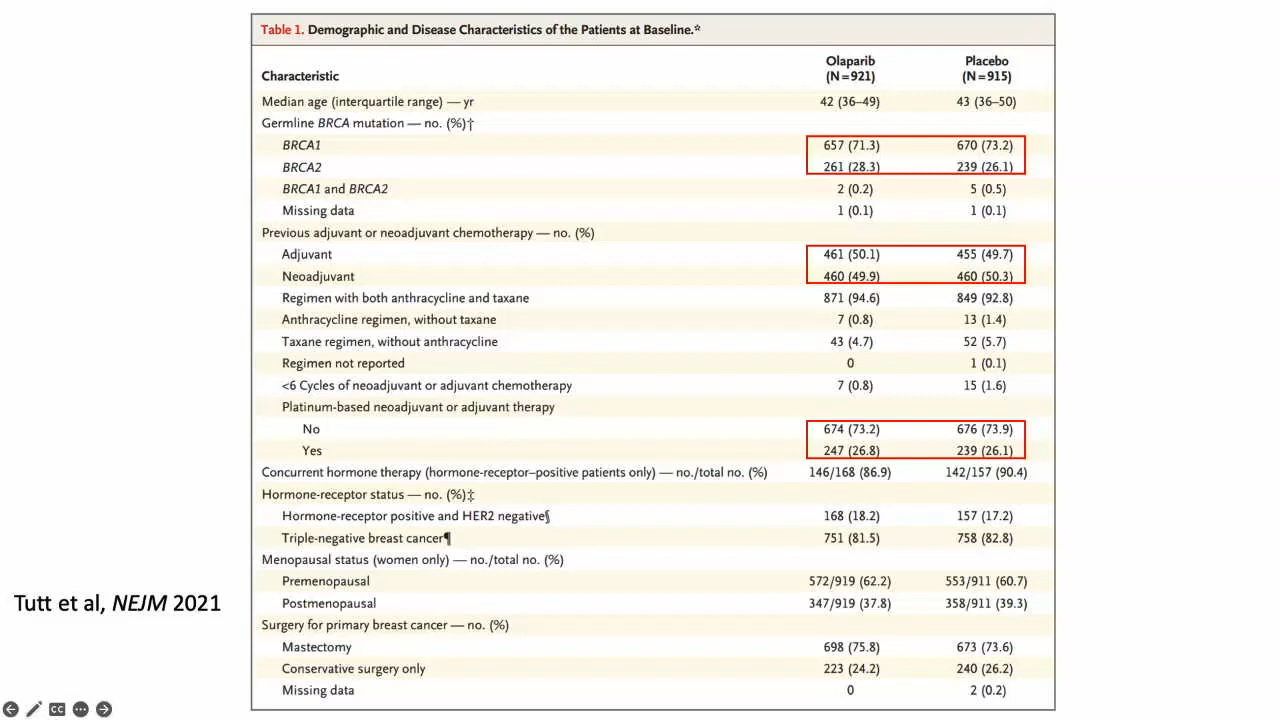 Table 1. Demographic and Disease Characteristics of the Patients at Baseline.*
Characteristic Olaparib (N=921) Placebo (N=915)
Median age (interquartile range) — yr 42 (36–49) 43 (36–50)
Germline BRCA mutation — no. (%)†
BRCA1 657 (71.3) 670 (73.2)
BRCA2 261 (28.3) 239 (26.1)
BRCA1 and BRCA2 2 (0.2) 5 (0.5)
Missing data 1 (0.1) 1 (0.1)
Previous adjuvant or neoadjuvant chemotherapy — no. (%)
Adjuvant 461 (50.1) 455 (49.7)
Neoadjuvant 460 (49.9) 460 (50.3)
Regimen with both anthracycline and taxane 871 (94.6) 849 (92.8)
Anthracycline regimen, without taxane 7 (0.8) 13 (1.4)
Taxane regimen, without anthracycline 43 (4.7) 52 (5.7)
Regimen not reported 0 1 (0.1)
<6 Cycles of neoadjuvant or adjuvant chemotherapy 7 (0.8) 15 (1.6)
Platinum-based neoadjuvant or adjuvant therapy
No 674 (73.2) 676 (73.9)
Yes 247 (26.8) 239 (26.1)
Concurrent hormone therapy (hormone-receptor–positive patients only) — no./total no. (%) 146/168 (86.9) 142/157 (90.4)
Hormone-receptor status — no. (%)‡
Hormone-receptor positive and HER2 negative§ 168 (18.2) 157 (17.2)
Triple-negative breast cancer¶ 751 (81.5) 758 (82.8)
Menopausal status (women only) — no./total no. (%)
Premenopausal 572/919 (62.2) 553/911 (60.7)
Postmenopausal 347/919 (37.8) 358/911 (39.3)
Surgery for primary breast cancer — no. (%)
Mastectomy 698 (75.8) 673 (73.6)
Conservative surgery only 223 (24.2) 240 (26.2)
Missing data 0 2 (0.2)
Tutt et al, NEJM 2021
CC